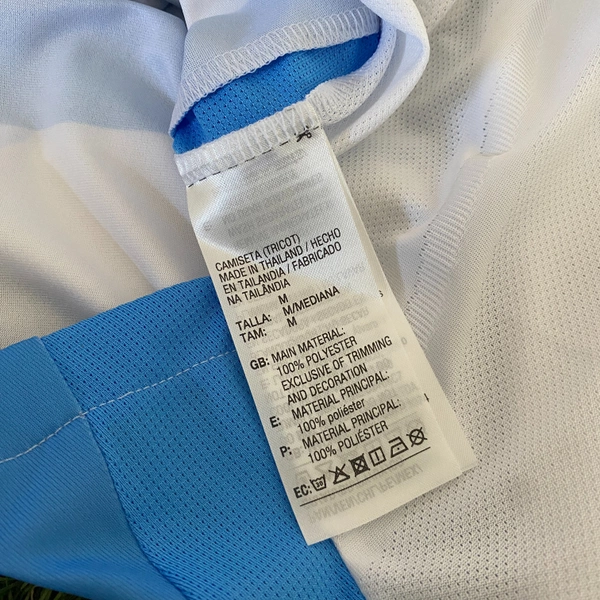 CAMISETA (TRICOT)
MADE IN THAILAND / HECHO
EN TAILANDIA / FABRICADO
NA TAILÂNDIA
M
TALLA: M/MEDIANA
TAM: M
GB: MAIN MATERIAL:
100% POLYESTER
EXCLUSIVE OF TRIMMING
AND DECORATION
E: MATERIAL PRINCIPAL:
100% poliéster
P: MATERIAL PRINCIPAL:
100% POLIÉSTER
EC: 30